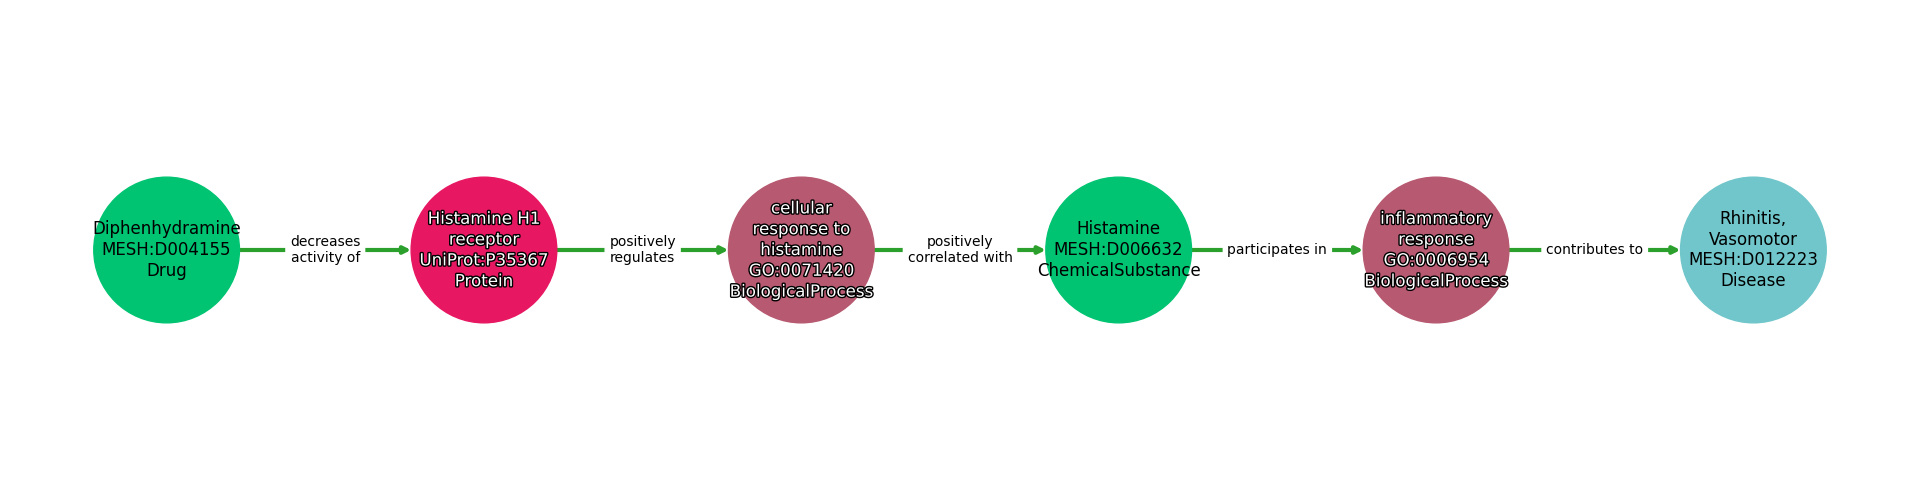 Diphenhydramine
MESH:D004155
Drug
decreases
activity of
Histamine H1
receptor
UniProt:P35367
Protein
positively
regulates
cellular
response to
histamine
GO:0071420
BiologicalProcess
positively
correlated with
Histamine
MESH:D006632
ChemicalSubstance
participates in
inflammatory
response
GO:0006954
BiologicalProcess
contributes to
Rhinitis,
Vasomotor
MESH:D012223
Disease